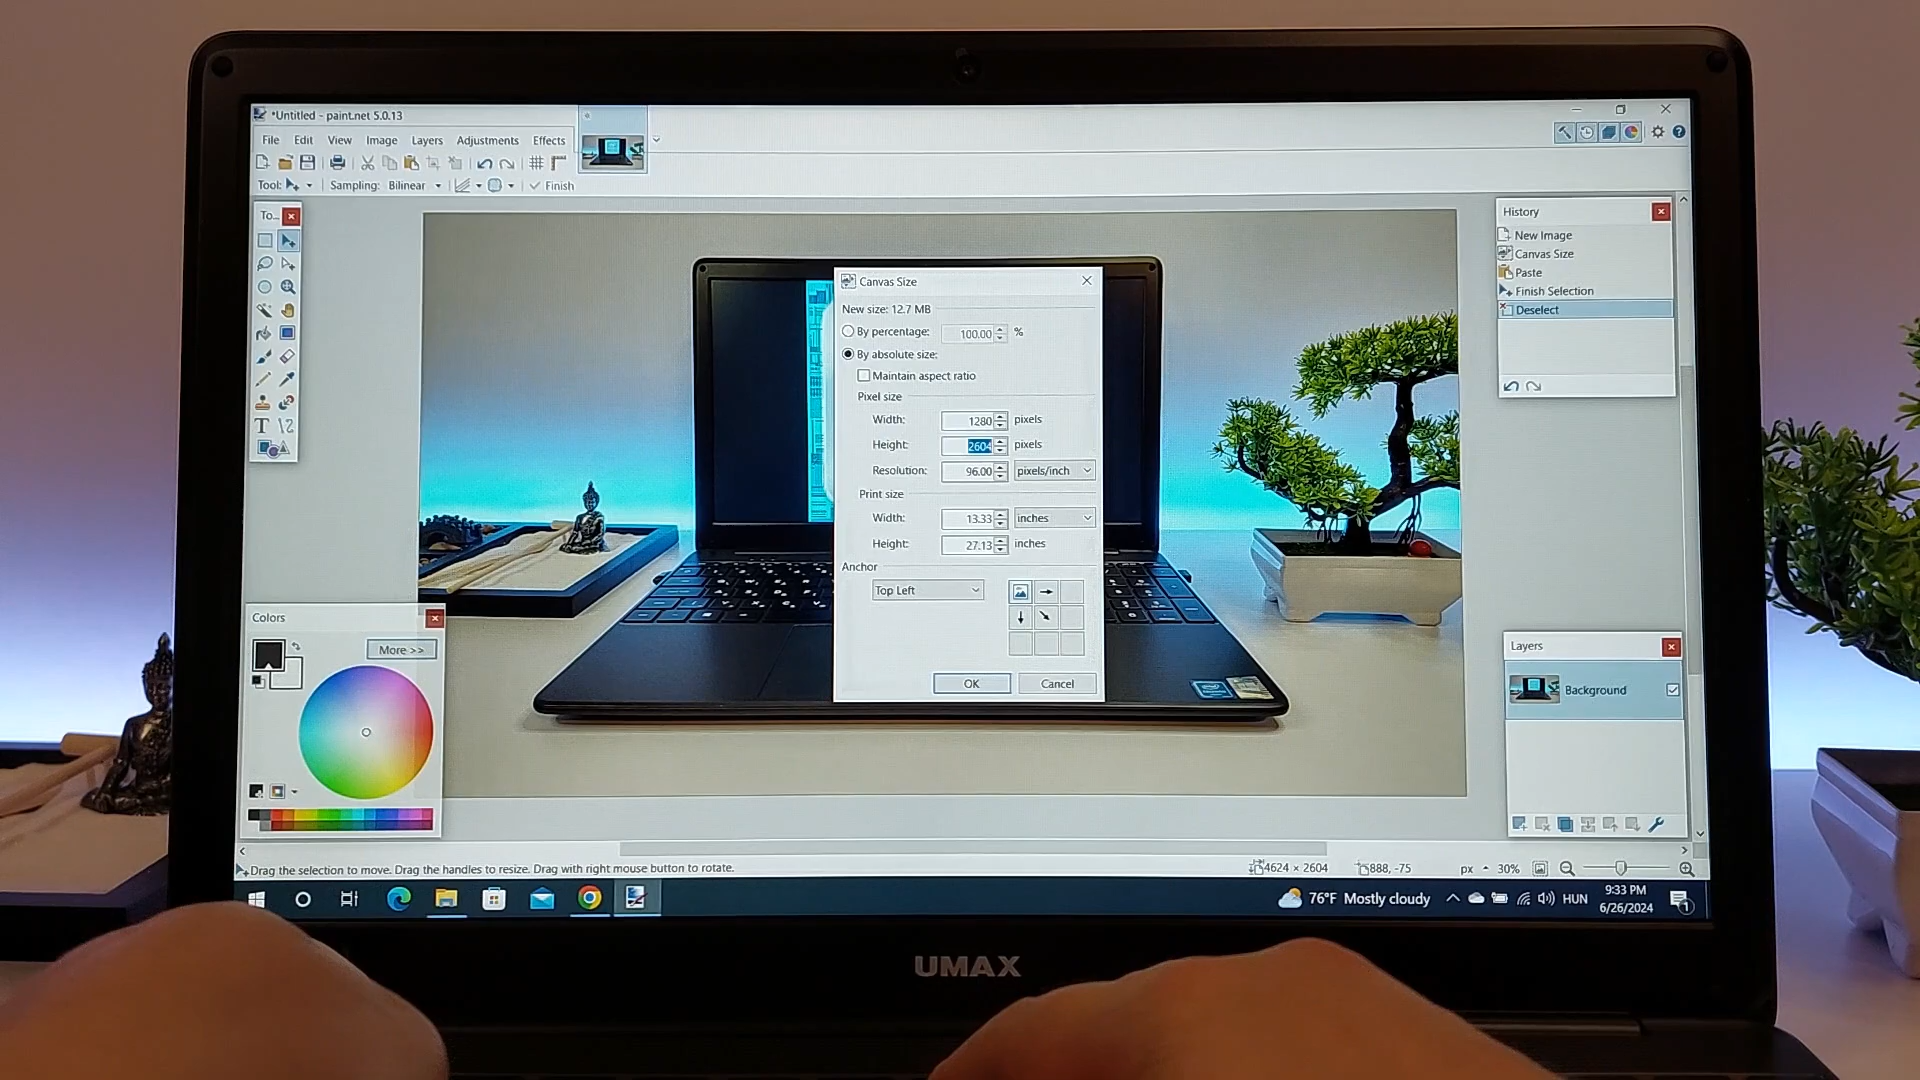 *Untitled - paint.net 5.0.13
File Edit View Image Layers Adjustments Effects
Tool: Sampling: Bilinear Finish
To...
History
New Image
Canvas Size
Paste
Finish Selection
Deselect
Canvas Size
New size: 12.7 MB
By percentage: 100.00 %
By absolute size:
Maintain aspect ratio
Pixel size
Width: 1280 pixels
Height: 2604 pixels
Resolution: 96.00 pixels/inch
Print size
Width: 13.33 inches
Height: 27.13 inches
Anchor
Top Left
OK Cancel
Colors
More >>
Layers
Background
Drag the selection to move. Drag the handles to resize. Drag with right mouse button to rotate.
4624 × 2604
888, -75
px
30%
76°F Mostly cloudy
HUN
9:33 PM
6/26/2024
1
UMAX